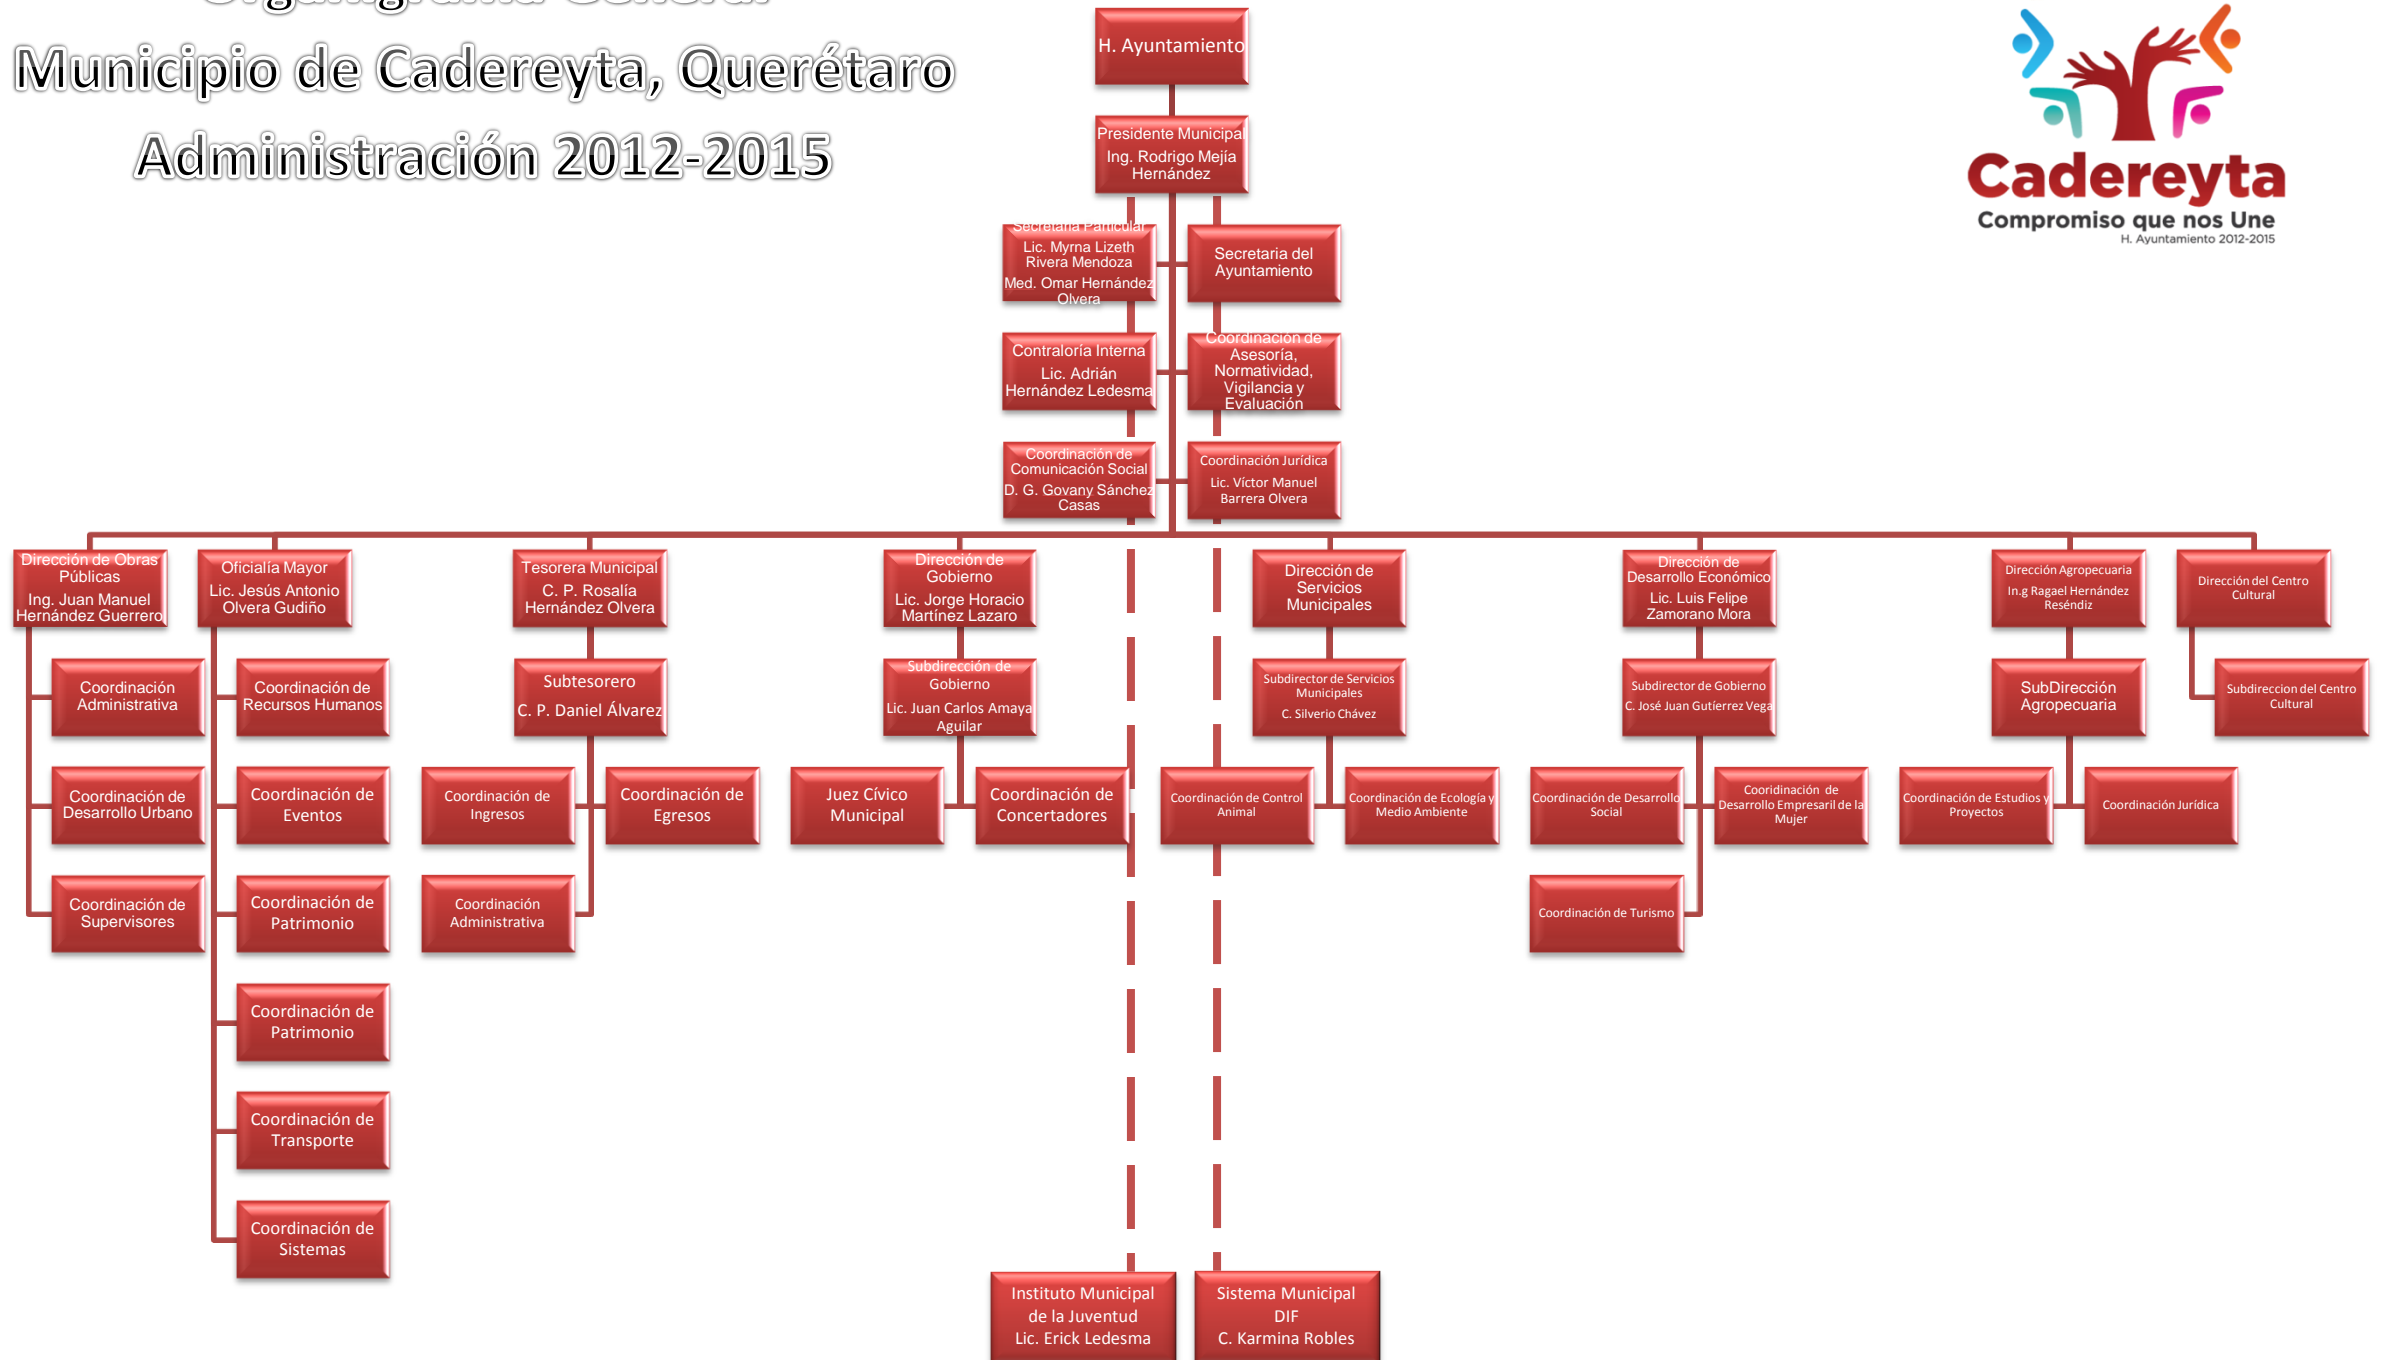 Organigrama General
Municipio de Cadereyta, Querétaro
Administración 2012-2015
Cadereyta
Compromiso que nos Une
H. Ayuntamiento 2012-2015
H. Ayuntamiento
Presidente Municipal
Ing. Rodrigo Mejía
Hernández
Secretaria Particular
Lic. Myrna Lizeth
Rivera Mendoza
Med. Omar Hernández
Olvera
Secretaria del
Ayuntamiento
Contraloría Interna
Lic. Adrián
Hernández Ledesma
Coordinación de
Asesoría,
Normatividad,
Vigilancia y
Evaluación
Coordinación de
Comunicación Social
D. G. Govany Sánchez
Casas
Coordinación Jurídica
Lic. Víctor Manuel
Barrera Olvera
Dirección de Obras
Públicas
Ing. Juan Manuel
Hernández Guerrero
Oficialía Mayor
Lic. Jesús Antonio
Olvera Gudiño
Tesorera Municipal
C. P. Rosalía
Hernández Olvera
Dirección de
Gobierno
Lic. Jorge Horacio
Martínez Lazaro
Dirección de
Servicios
Municipales
Dirección de
Desarrollo Económico
Lic. Luis Felipe
Zamorano Mora
Dirección Agropecuaria
In.g Ragael Hernández
Reséndiz
Dirección del Centro
Cultural
Coordinación
Administrativa
Coordinación de
Recursos Humanos
Subtesorero
C. P. Daniel Álvarez
Subdirección de
Gobierno
Lic. Juan Carlos Amaya
Aguilar
Subdirector de Servicios
Municipales
C. Silverio Chávez
Subdirector de Gobierno
C. José Juan Gutíerrez Vega
SubDirección
Agropecuaria
Subdireccion del Centro
Cultural
Coordinación de
Desarrollo Urbano
Coordinación de
Eventos
Coordinación de
Ingresos
Coordinación de
Egresos
Juez Cívico
Municipal
Coordinación de
Concertadores
Coordinación de Control
Animal
Coordinación de Ecología y
Medio Ambiente
Coordinación de Desarrollo
Social
Cooridinación de
Desarrollo Empresaril de la
Mujer
Coordinación de Estudios y
Proyectos
Coordinación Jurídica
Coordinación de
Supervisores
Coordinación de
Patrimonio
Coordinación
Administrativa
Coordinación de Turismo
Coordinación de
Patrimonio
Coordinación de
Transporte
Coordinación de
Sistemas
Instituto Municipal
de la Juventud
Lic. Erick Ledesma
Sistema Municipal
DIF
C. Karmina Robles